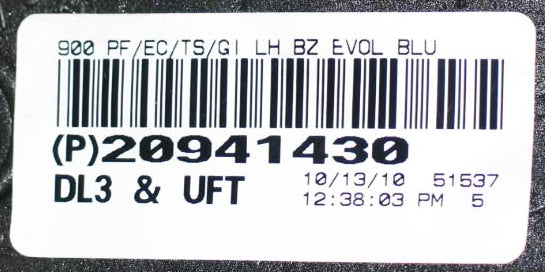 900 PF/EC/TS/GI LH BZ EVOL BLU
(P)20941430
DL3 & UFT 10/13/10 51537
12:38:03 PM 5